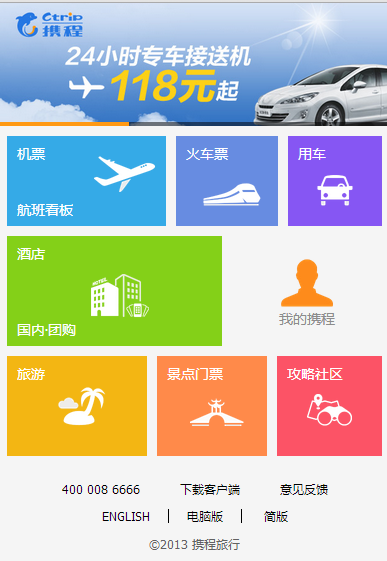 Ctrip
携程
24小时专车接送机
118元起
机票
火车票
用车
航班看板
酒店
国内·团购
我的携程
旅游
景点门票
攻略社区
400 008 6666 下载客户端 意见反馈
ENGLISH 电脑版 简版
©2013 携程旅行